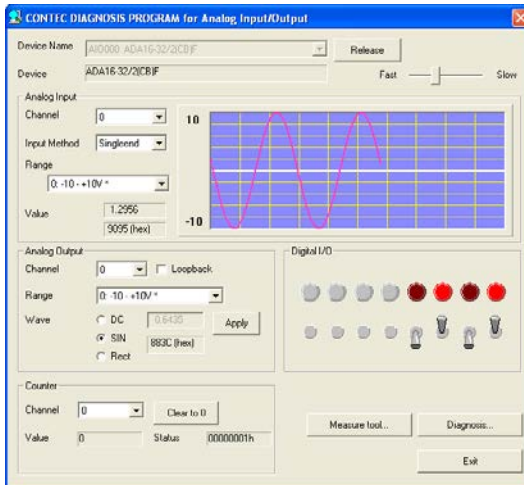 CONTEC DIAGNOSIS PROGRAM for Analog Input/Output
Device Name AIO000: ADA16-32/2(CB)F Release
Device ADA16-32/2(CB)F Fast Slow
Analog Input
Channel 0
Input Method Singleend
Range
0: -10 - +10V *
Value 1.2956
9095 (hex)
10
-10
Analog Output
Channel 0 Loopback
Range 0: -10 - +10V *
Wave DC 0.6435 Apply
SIN 883C (hex)
Rect
Digital I/O
Counter
Channel 0 Clear to 0
Value 0 Status 00000001h
Measure tool... Diagnosis...
Exit